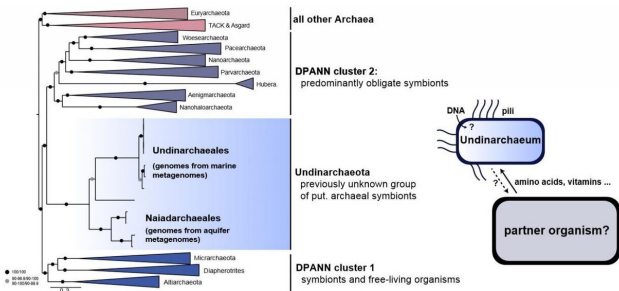 Euryarchaeota
TACK & Asgard
all other Archaea
Woesearchaeota
Pacearchaeota
Nanoarchaeota
Parvarchaeota
Hubera.
Aenigmarchaeota
Nanohaloarchaeota
DPANN cluster 2:
predominantly obligate symbionts
Undinarchaeales
(genomes from marine
metagenomes)
Naiadarchaeales
(genomes from aquifer
metagenomes)
Undinarchaeota
previously unknown group
of put. archaeal symbionts
Micrarchaeota
Diapherotrites
Altiarchaeota
DPANN cluster 1
symbionts and free-living organisms
100/100
DNA
pili
?
Undinarchaeum
?
amino acids, vitamins ...
partner organism?